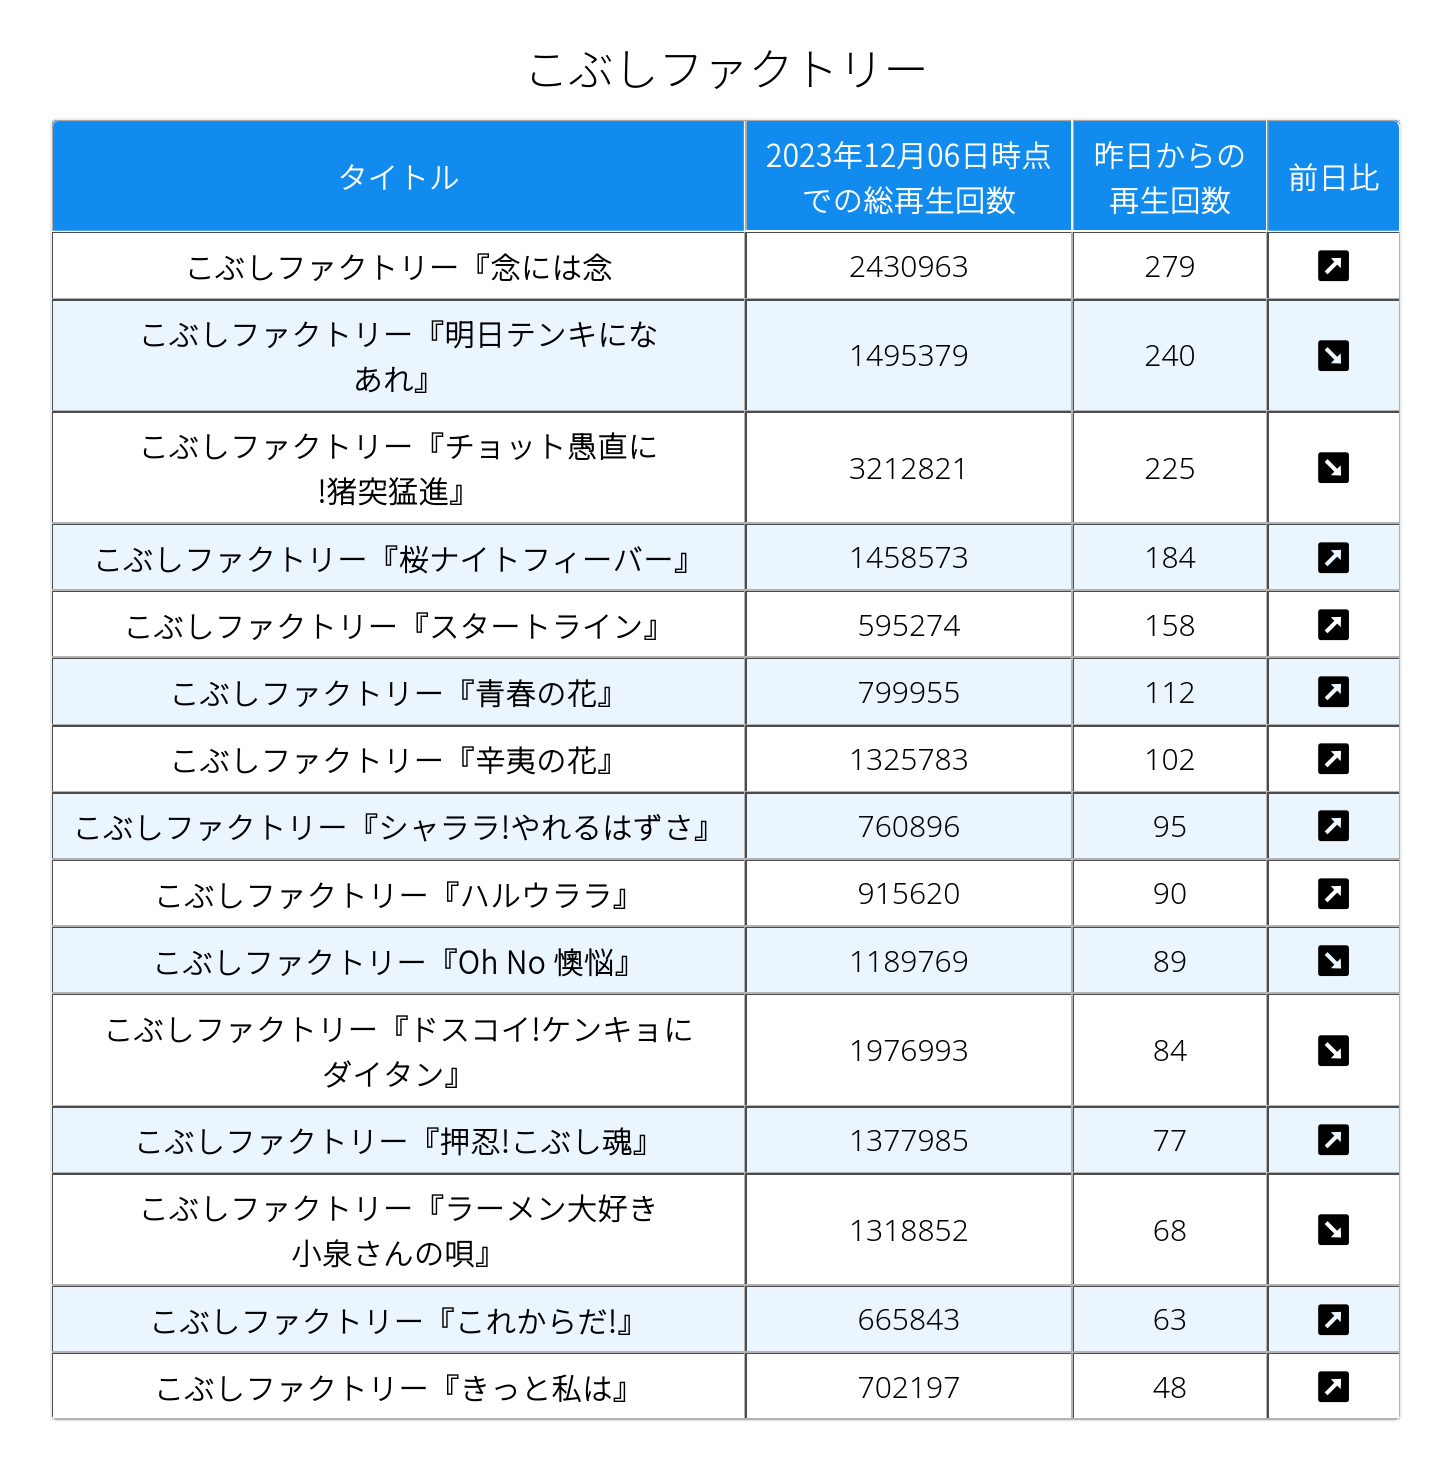 こぶしファクトリー
タイトル
2023年12月06日時点
での総再生回数
昨日からの
再生回数
前日比
こぶしファクトリー『念には念
2430963
279
こぶしファクトリー『明日テンキにな
あれ』
1495379
240
こぶしファクトリー『チョット愚直に
!猪突猛進』
3212821
225
こぶしファクトリー『桜ナイトフィーバー』
1458573
184
こぶしファクトリー『スタートライン』
595274
158
こぶしファクトリー『青春の花』
799955
112
こぶしファクトリー『辛夷の花』
1325783
102
こぶしファクトリー『シャララ!やれるはずさ』
760896
95
こぶしファクトリー『ハルウララ』
915620
90
こぶしファクトリー『Oh No 懊悩』
1189769
89
こぶしファクトリー『ドスコイ!ケンキョに
ダイタン』
1976993
84
こぶしファクトリー『押忍!こぶし魂』
1377985
77
こぶしファクトリー『ラーメン大好き
小泉さんの唄』
1318852
68
こぶしファクトリー『これからだ!』
665843
63
こぶしファクトリー『きっと私は』
702197
48